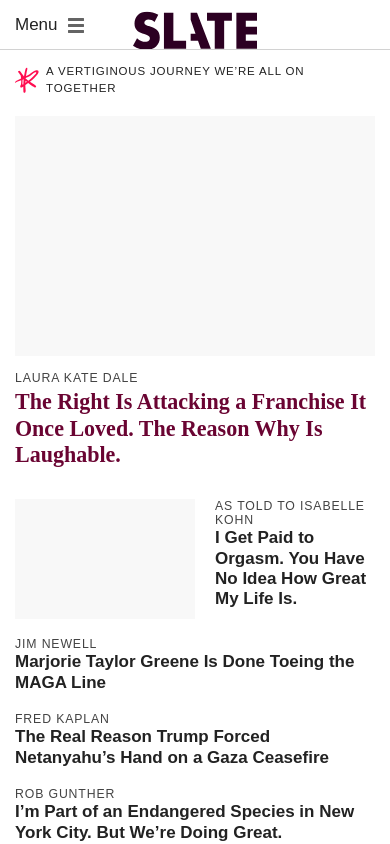 Menu
SLATE
A VERTIGINOUS JOURNEY WE’RE ALL ON
TOGETHER
LAURA KATE DALE
The Right Is Attacking a Franchise It
Once Loved. The Reason Why Is
Laughable.
AS TOLD TO ISABELLE
KOHN
I Get Paid to
Orgasm. You Have
No Idea How Great
My Life Is.
JIM NEWELL
Marjorie Taylor Greene Is Done Toeing the
MAGA Line
FRED KAPLAN
The Real Reason Trump Forced
Netanyahu’s Hand on a Gaza Ceasefire
ROB GUNTHER
I’m Part of an Endangered Species in New
York City. But We’re Doing Great.